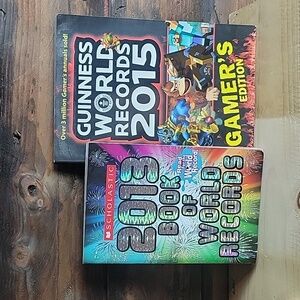 Over 3 million Gamer's annuals sold!
GUINNESS
WORLD
RECORDS
2015
GAMER'S
EDITION
SCHOLASTIC
2013
BOOK
OF
WORLD
RECORDS